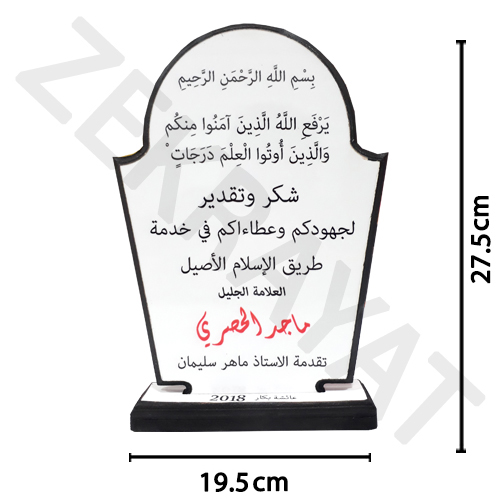 بِسْمِ اللَّهِ الرَّحْمَنِ الرَّحِيمِ
يَرْفَعِ اللَّهُ الَّذِينَ آمَنُوا مِنكُم
وَالَّذِينَ أُوتُوا الْعِلْمَ دَرَجَاتٍ
شكر وتقدير
لجهودكم وعطاءاكم في خدمة
طريق الإسلام الأصيل
العلامة الجليل
ماجد الحصري
تقدمة الاستاذ ماهر سليمان
عائشة بكار 2018
27.5cm
19.5cm
ZEKRAYAT